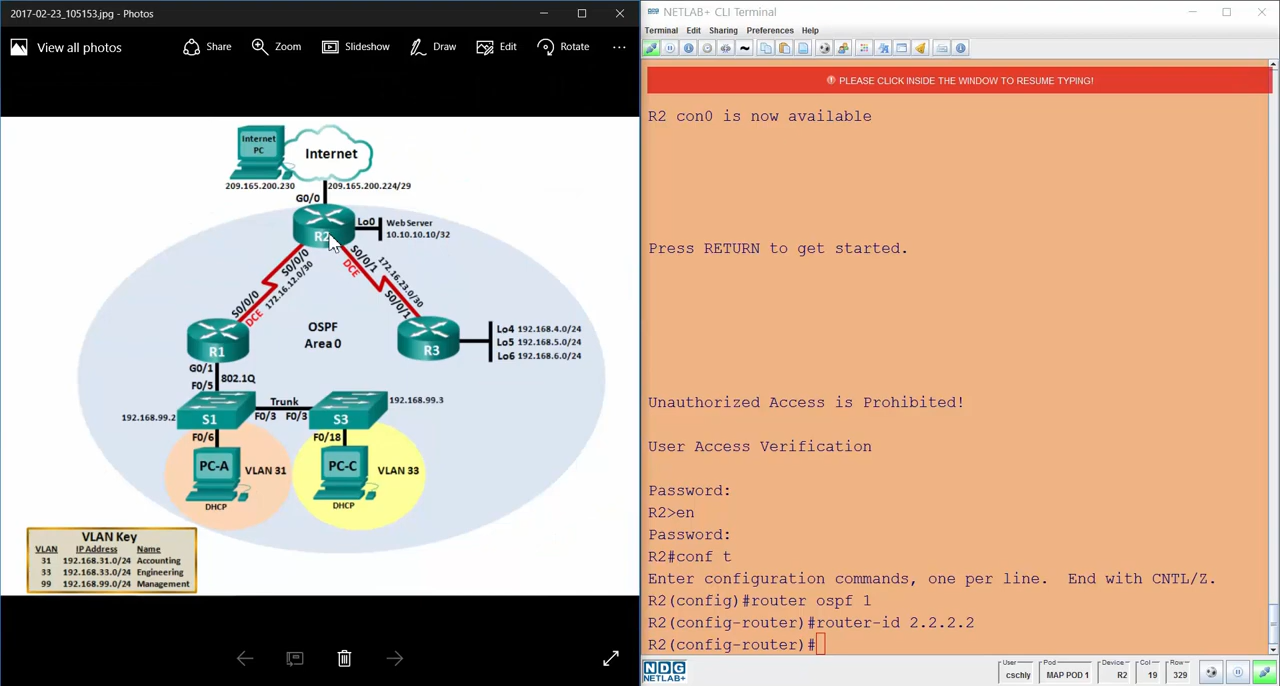 2017-02-23_105153.jpg - Photos
View all photos
Share
Zoom
Slideshow
Draw
Edit
Rotate
Internet PC
Internet
209.165.200.230
209.165.200.224/29
G0/0
R2
Lo0
Web Server
10.10.10.10/32
S0/0/0
172.16.12.0/30
S0/0/0
DCE
S0/0/1
DCE
172.16.23.0/30
S0/0/1
OSPF
Area 0
R1
R3
Lo4 192.168.4.0/24
Lo5 192.168.5.0/24
Lo6 192.168.6.0/24
G0/1
F0/5
802.1Q
Trunk
192.168.99.2
S1
F0/3
F0/3
S3
192.168.99.3
F0/6
F0/18
PC-A
VLAN 31
DHCP
PC-C
VLAN 33
DHCP
VLAN Key
VLAN IP Address Name
31 192.168.31.0/24 Accounting
33 192.168.33.0/24 Engineering
99 192.168.99.0/24 Management
NETLAB+ CLI Terminal
Terminal Edit Sharing Preferences Help
PLEASE CLICK INSIDE THE WINDOW TO RESUME TYPING!
R2 con0 is now available
Press RETURN to get started.
Unauthorized Access is Prohibited!
User Access Verification
Password:
R2>en
Password:
R2#conf t
Enter configuration commands, one per line.  End with CNTL/Z.
R2(config)#router ospf 1
R2(config-router)#router-id 2.2.2.2
R2(config-router)#
NDG
NETLAB+
User
cschly
Pod
MAP POD 1
Device
R2
Col
19
Row
329